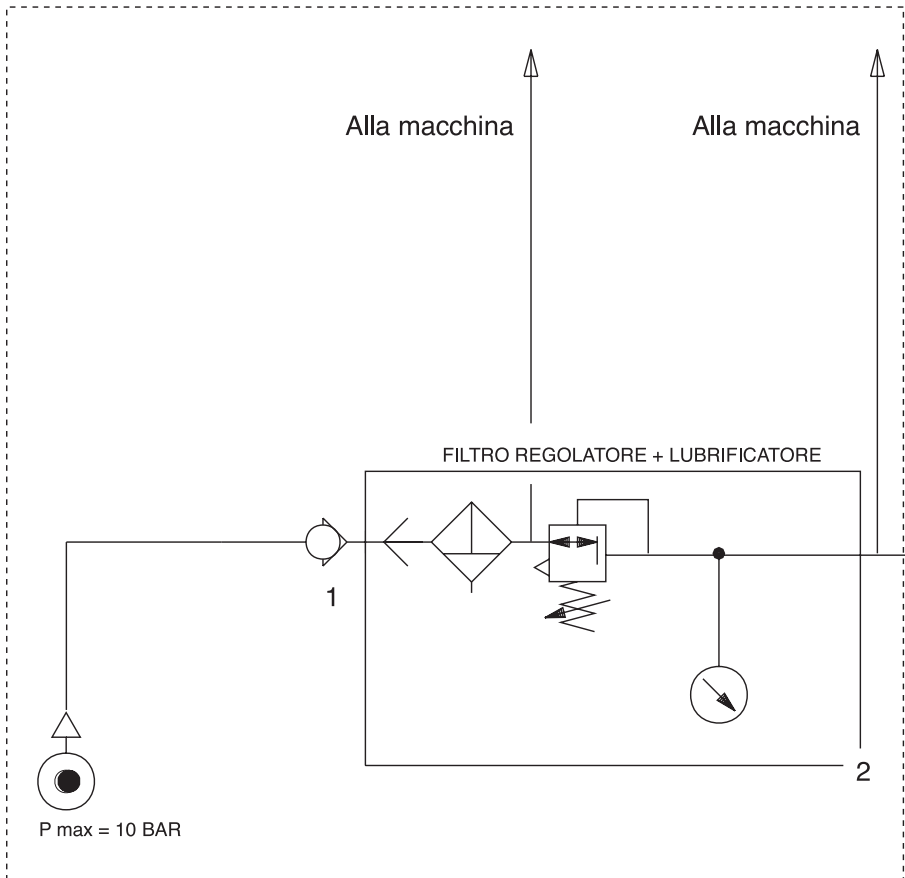 Alla macchina
Alla macchina
FILTRO REGOLATORE + LUBRIFICATORE
1
2
P max = 10 BAR